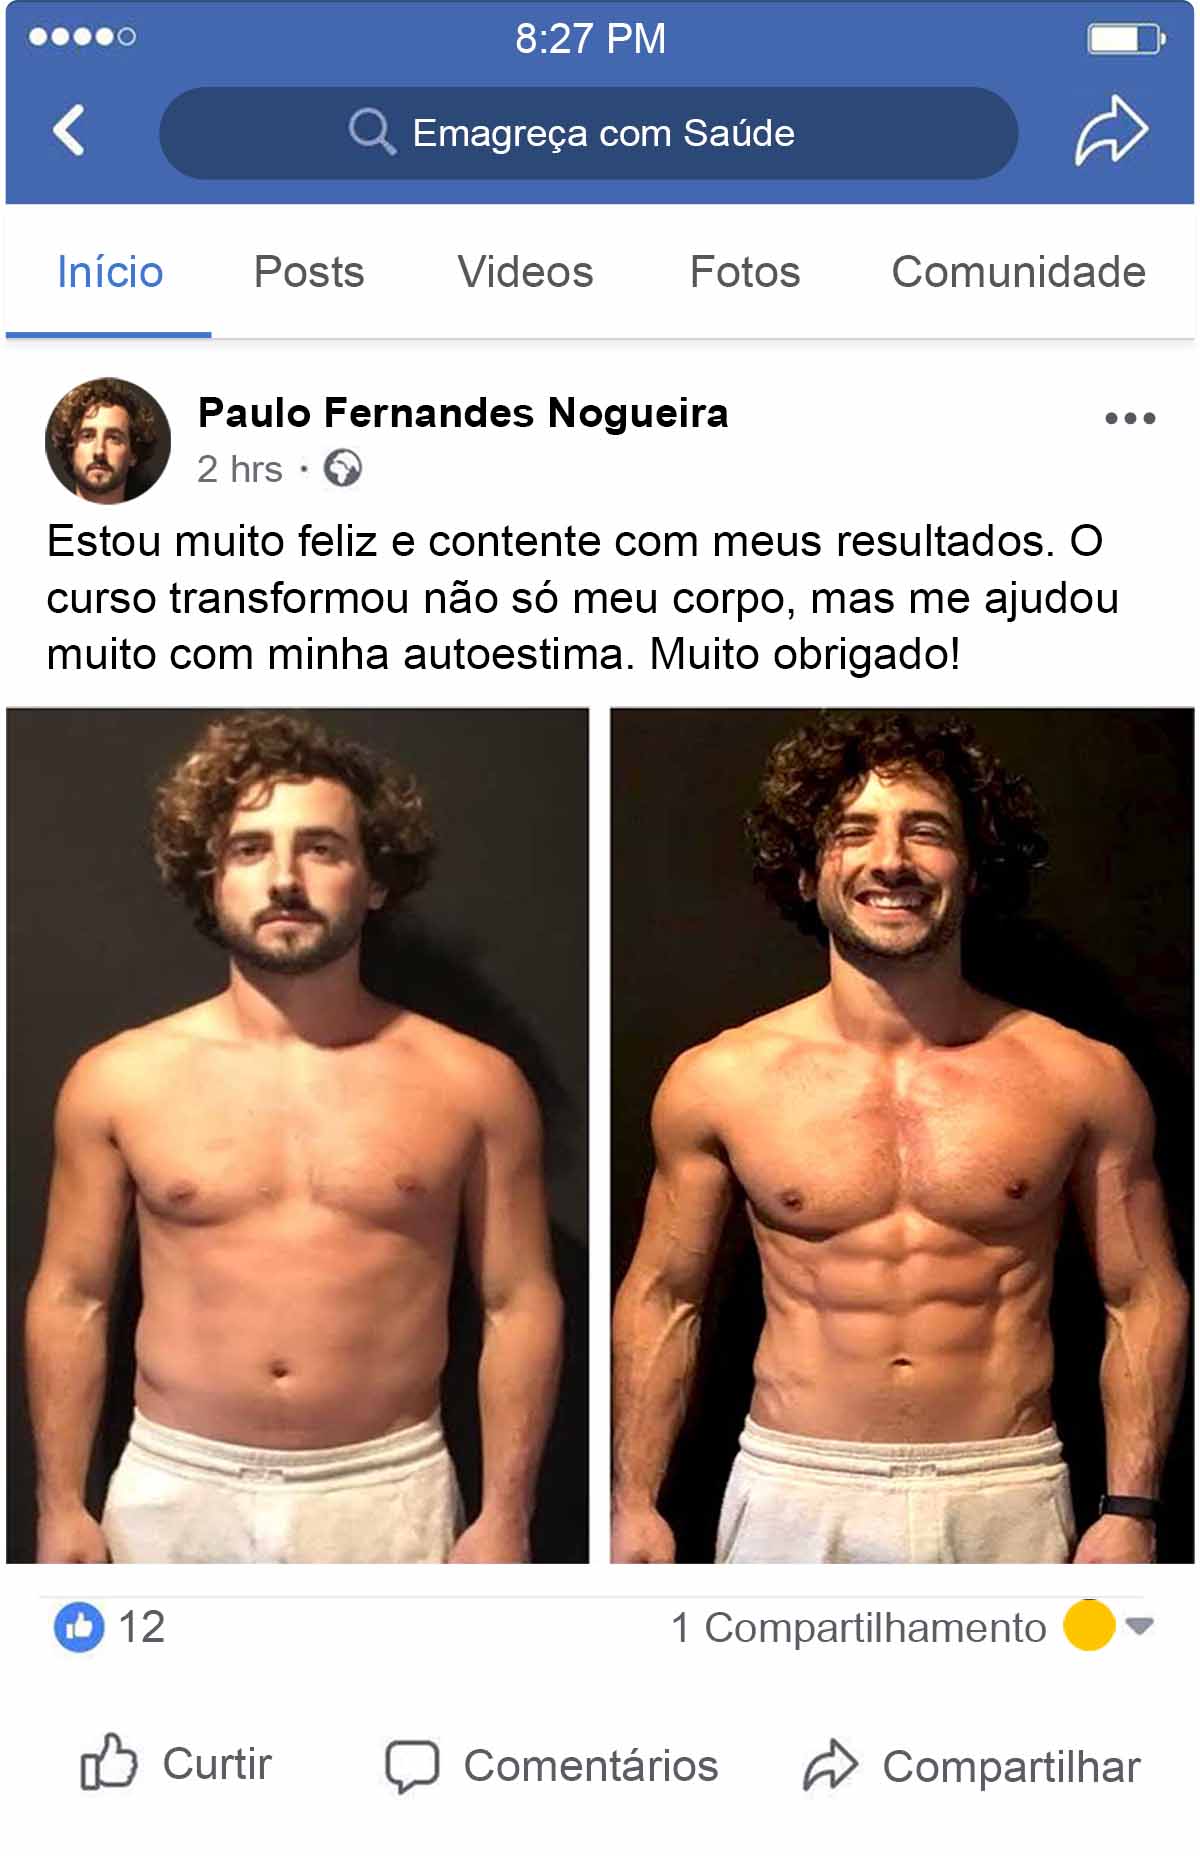 8:27 PM
Emagreça com Saúde
Início Posts Videos Fotos Comunidade
Paulo Fernandes Nogueira
2 hrs ·
Estou muito feliz e contente com meus resultados. O
curso transformou não só meu corpo, mas me ajudou
muito com minha autoestima. Muito obrigado!
12 1 Compartilhamento
Curtir Comentários Compartilhar